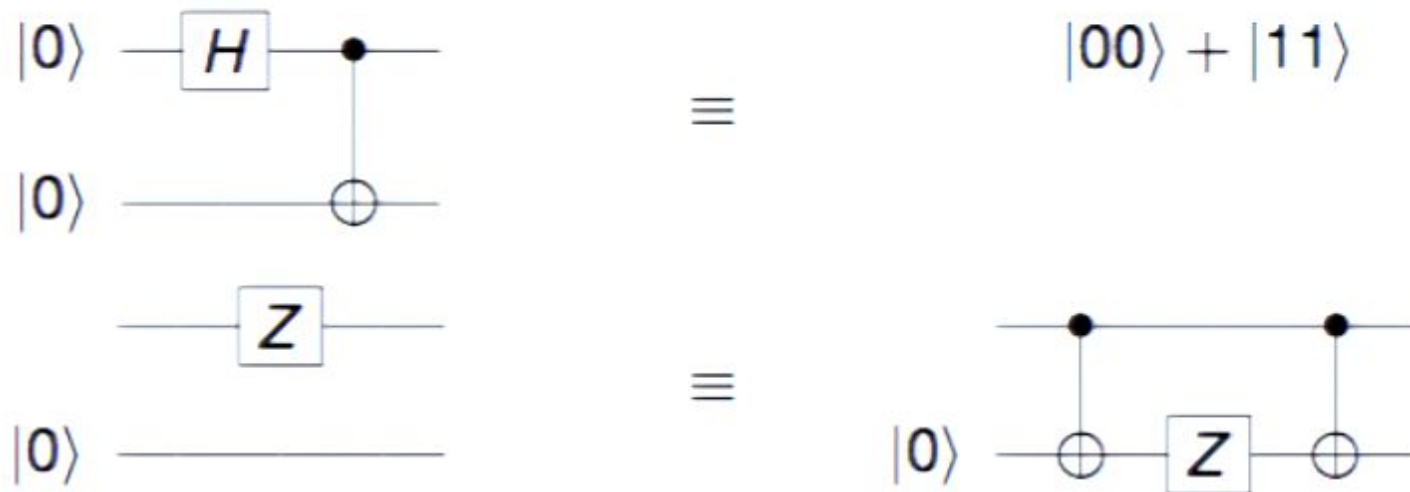 |0⟩ H ≡ |00⟩ + |11⟩
|0⟩
Z ≡
|0⟩ |0⟩ Z